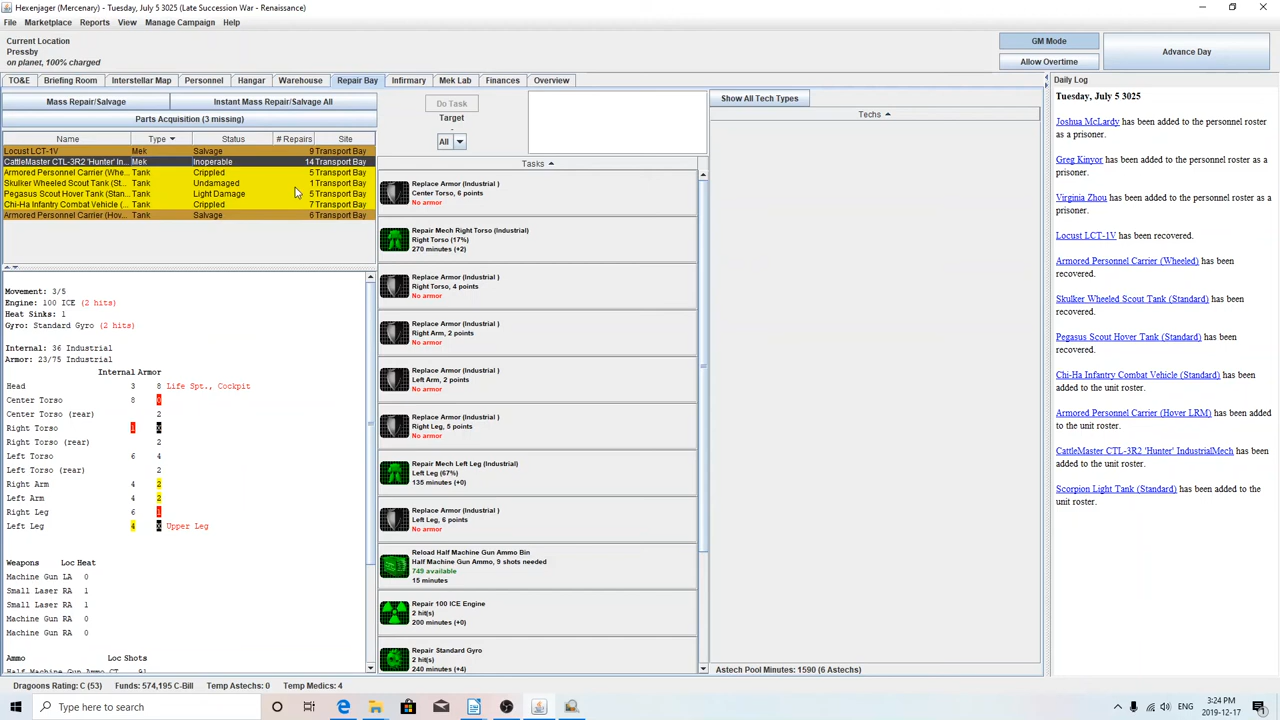 Hexenjager (Mercenary) - Tuesday, July 5 3025 (Late Succession War - Renaissance)
File Marketplace Reports View Manage Campaign Help
Current Location
Pressby
on planet, 100% charged
GM Mode
Allow Overtime
Advance Day
TO&E Briefing Room Interstellar Map Personnel Hangar Warehouse Repair Bay Infirmary Mek Lab Finances Overview
Mass Repair/Salvage Instant Mass Repair/Salvage All
Parts Acquisition (3 missing)
Name Type Status # Repairs Site
Locust LCT-1V Mek Salvage 9 Transport Bay
CattleMaster CTL-3R2 'Hunter' In... Mek Inoperable 14 Transport Bay
Armored Personnel Carrier (Whe... Tank Crippled 5 Transport Bay
Skulker Wheeled Scout Tank (St... Tank Undamaged 1 Transport Bay
Pegasus Scout Hover Tank (Stan... Tank Light Damage 5 Transport Bay
Chi-Ha Infantry Combat Vehicle (... Tank Crippled 7 Transport Bay
Armored Personnel Carrier (Hov... Tank Salvage 6 Transport Bay
Movement: 3/5
Engine: 100 ICE (2 hits)
Heat Sinks: 1
Gyro: Standard Gyro (2 hits)
Internal: 36 Industrial
Armor: 23/75 Industrial
Internal Armor
Head 3 8 Life Spt., Cockpit
Center Torso 8 0
Center Torso (rear) 2
Right Torso 1 0
Right Torso (rear) 2
Left Torso 6 4
Left Torso (rear) 2
Right Arm 4 2
Left Arm 4 2
Right Leg 6 1
Left Leg 4 0 Upper Leg
Weapons Loc Heat
Machine Gun LA 0
Small Laser RA 1
Small Laser RA 1
Machine Gun RA 0
Machine Gun RA 0
Ammo Loc Shots
Half Machine Gun Ammo CT 91
Do Task
Target
-
All
Tasks
Replace Armor (Industrial )
Center Torso, 6 points
No armor
Repair Mech Right Torso (Industrial)
Right Torso (17%)
270 minutes (+2)
Replace Armor (Industrial )
Right Torso, 4 points
No armor
Replace Armor (Industrial )
Right Arm, 2 points
No armor
Replace Armor (Industrial )
Left Arm, 2 points
No armor
Replace Armor (Industrial )
Right Leg, 5 points
No armor
Repair Mech Left Leg (Industrial)
Left Leg (67%)
135 minutes (+0)
Replace Armor (Industrial )
Left Leg, 6 points
No armor
Reload Half Machine Gun Ammo Bin
Half Machine Gun Ammo, 9 shots needed
749 available
15 minutes
Repair 100 ICE Engine
2 hit(s)
200 minutes (+0)
Repair Standard Gyro
2 hit(s)
240 minutes (+4)
Show All Tech Types
Techs
Astech Pool Minutes: 1590 (6 Astechs)
Daily Log
Tuesday, July 5 3025
Joshua McLardy has been added to the personnel roster
as a prisoner.
Greg Kinyor has been added to the personnel roster as a
prisoner.
Virginia Zhou has been added to the personnel roster as
a prisoner.
Locust LCT-1V has been recovered.
Armored Personnel Carrier (Wheeled) has been
recovered.
Skulker Wheeled Scout Tank (Standard) has been
recovered.
Pegasus Scout Hover Tank (Standard) has been
recovered.
Chi-Ha Infantry Combat Vehicle (Standard) has been
added to the unit roster.
Armored Personnel Carrier (Hover LRM) has been added
to the unit roster.
CattleMaster CTL-3R2 'Hunter' IndustrialMech has been
added to the unit roster.
Scorpion Light Tank (Standard) has been added to the
unit roster.
Dragoons Rating: C (53) Funds: 574,195 C-Bill Temp Astechs: 0 Temp Medics: 4
Type here to search
ENG
3:24 PM
2019-12-17